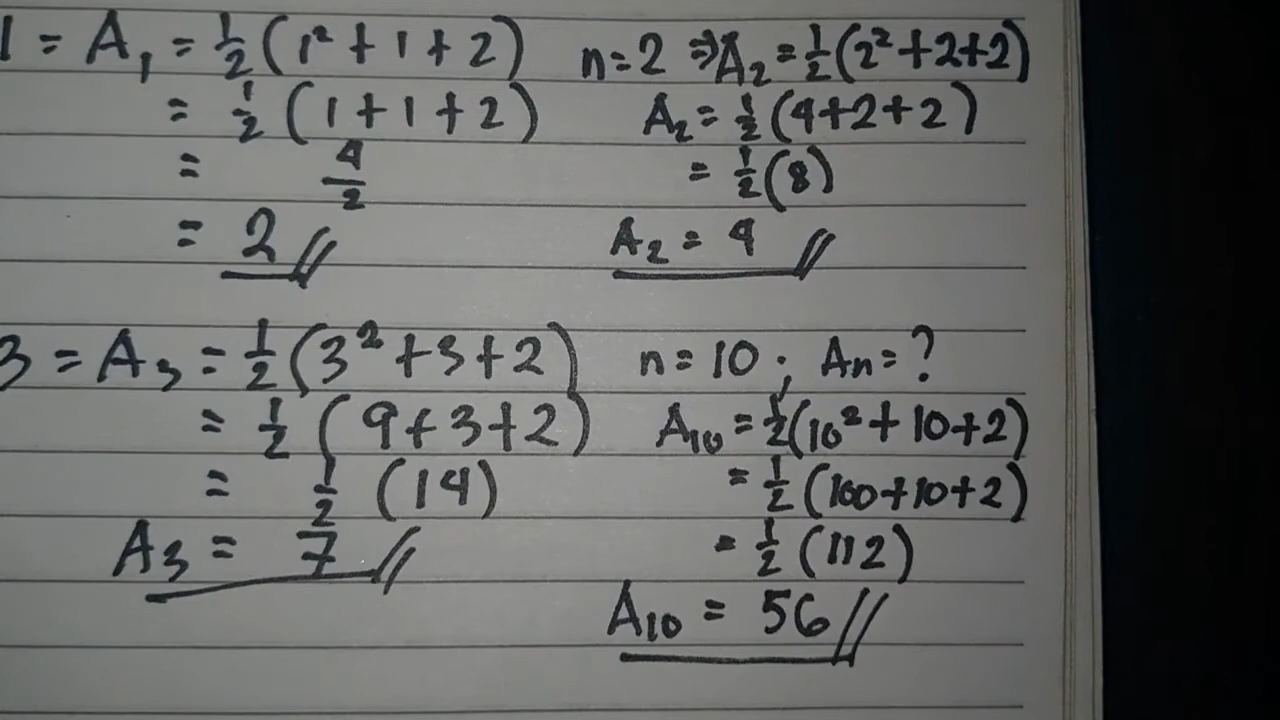 1 = A₁ = ½(1² + 1 + 2)
= ½(1 + 1 + 2)
= 4/2
= 2 //
n = 2 ⇒ A₂ = ½(2² + 2 + 2)
A₂ = ½(4 + 2 + 2)
= ½(8)
A₂ = 4 //
3 = A₃ = ½(3² + 3 + 2)
= ½(9 + 3 + 2)
= ½(14)
A₃ = 7 //
n = 10 ; An = ?
A₁₀ = ½(10² + 10 + 2)
= ½(100 + 10 + 2)
= ½(112)
A₁₀ = 56 //